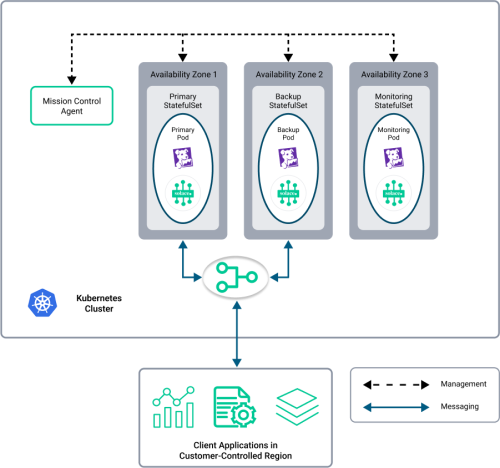 Availability Zone 1
Availability Zone 2
Availability Zone 3
Mission Control
Agent
Primary
StatefulSet
Backup
StatefulSet
Monitoring
StatefulSet
Primary
Pod
Backup
Pod
Monitoring
Pod
solace
solace
solace
Kubernetes
Cluster
Client Applications in
Customer-Controlled Region
Management
Messaging